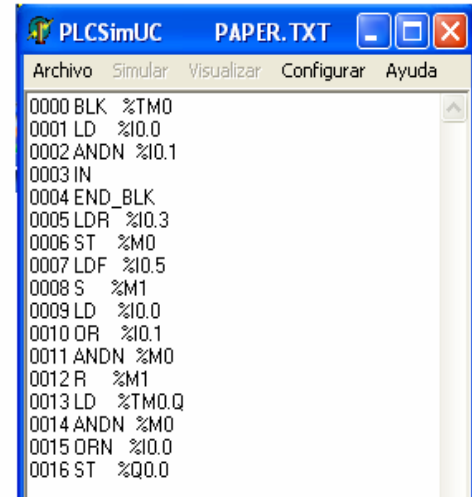 PLCSimUC PAPER.TXT
Archivo Simular Visualizar Configurar Ayuda
0000 BLK %TM0
0001 LD %I0.0
0002 ANDN %I0.1
0003 IN
0004 END_BLK
0005 LDR %I0.3
0006 ST %M0
0007 LDF %I0.5
0008 S %M1
0009 LD %I0.0
0010 OR %I0.1
0011 ANDN %M0
0012 R %M1
0013 LD %TM0.Q
0014 ANDN %M0
0015 ORN %I0.0
0016 ST %Q0.0